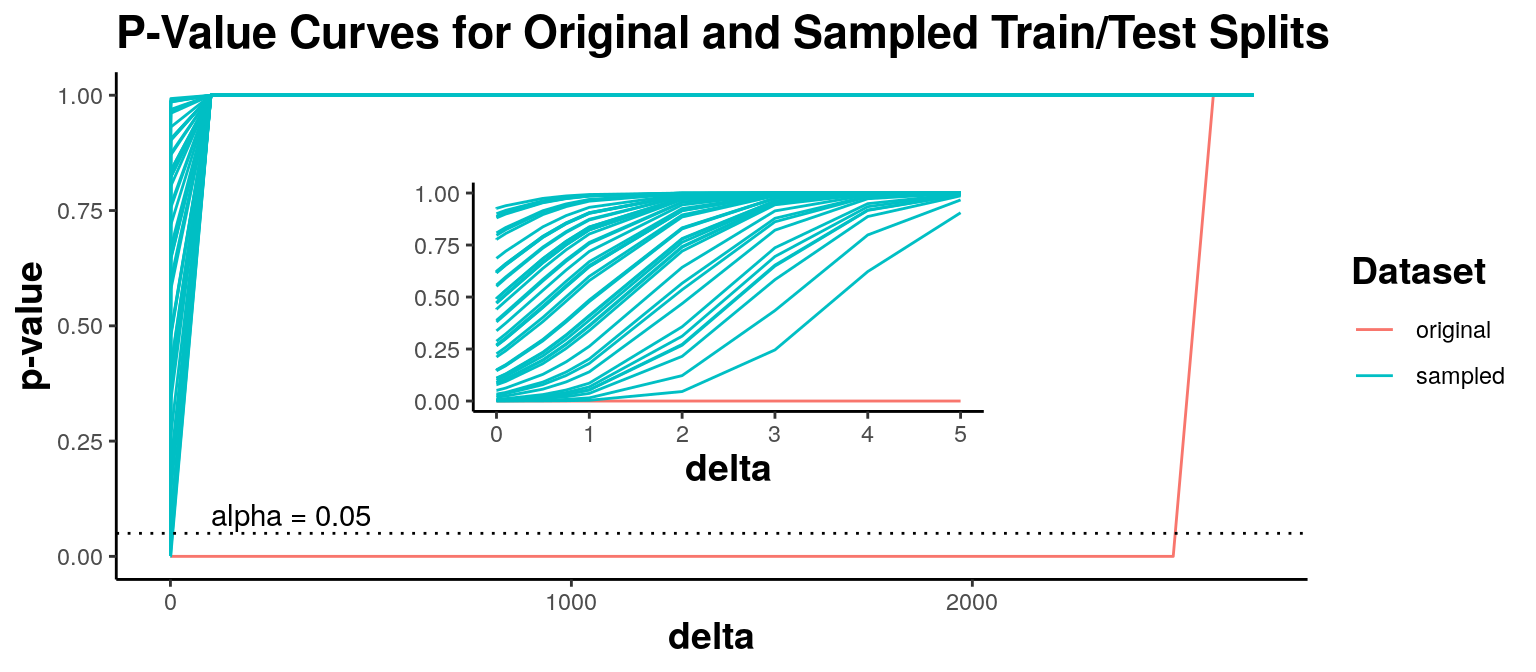 P-Value Curves for Original and Sampled Train/Test Splits
p-value
1.00
0.75
0.50
0.25
0.00
alpha = 0.05
0 1000 2000
delta
1.00
0.75
0.50
0.25
0.00
0 1 2 3 4 5
delta
Dataset
original
sampled